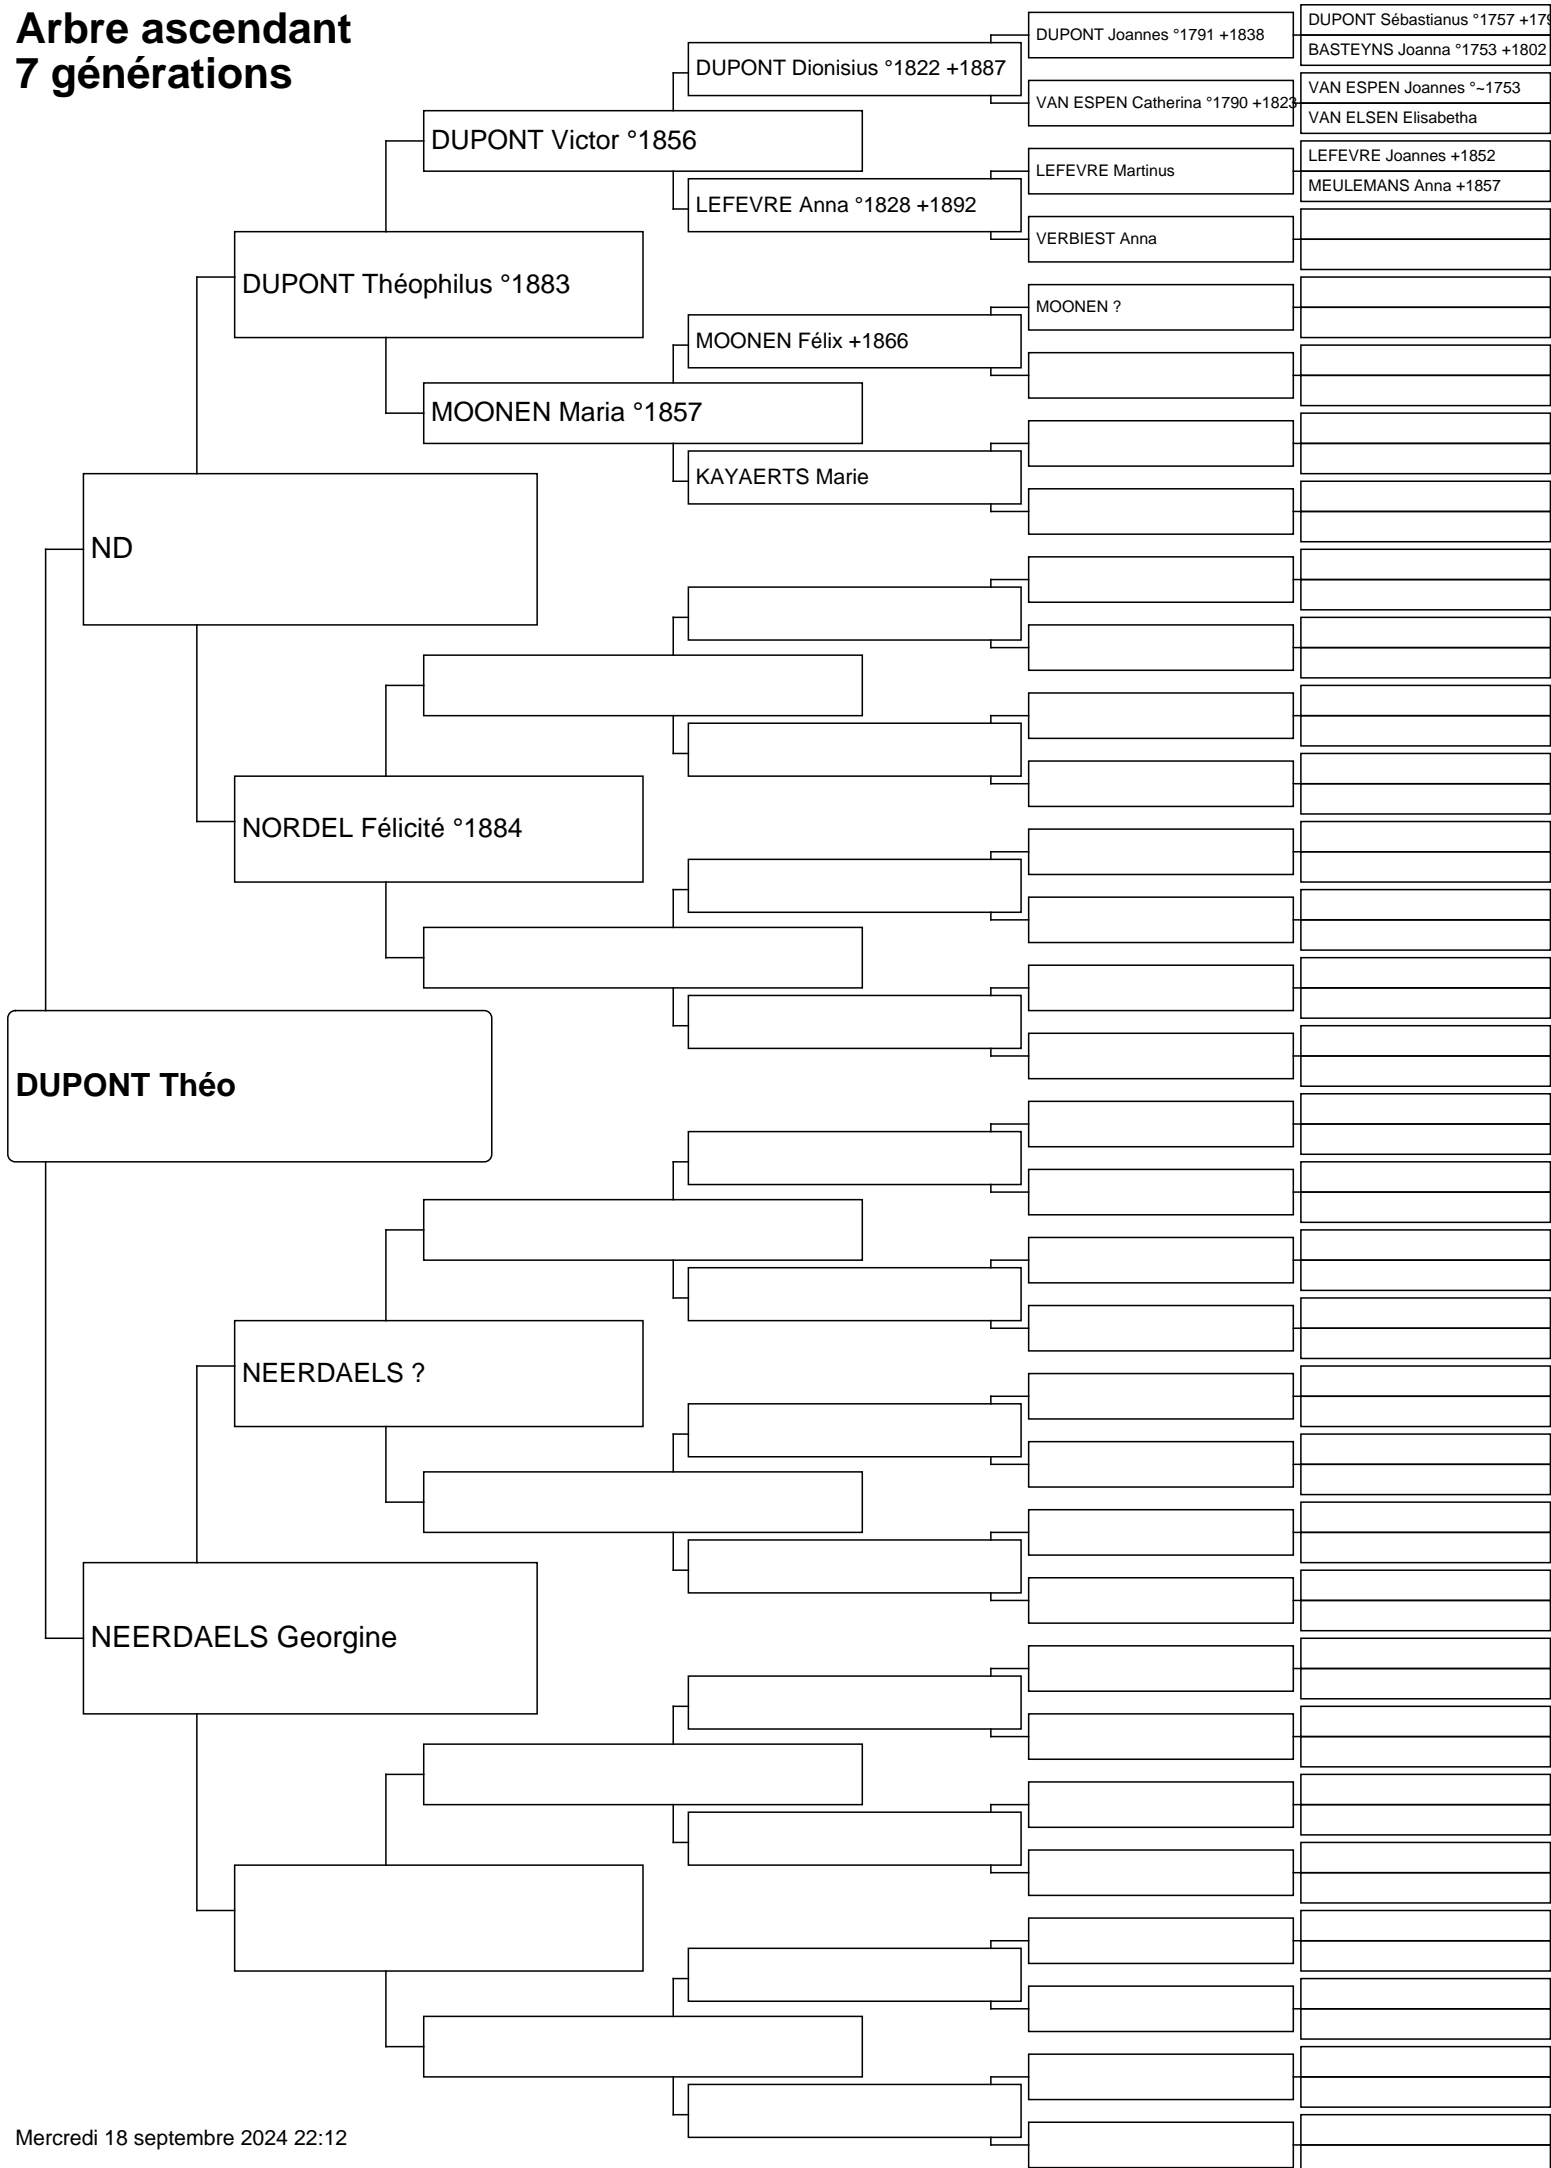 Arbre ascendant
7 générations
DUPONT Théo
ND
NEERDAELS Georgine
DUPONT Théophilus °1883
NORDEL Félicité °1884
NEERDAELS ?
DUPONT Victor °1856
MOONEN Maria °1857
DUPONT Dionisius °1822 +1887
LEFEVRE Anna °1828 +1892
MOONEN Félix +1866
KAYAERTS Marie
DUPONT Joannes °1791 +1838
VAN ESPEN Catherina °1790 +1823
LEFEVRE Martinus
VERBIEST Anna
MOONEN ?
DUPONT Sébastianus °1757
BASTEYNS Joanna °1753 +1802
VAN ESPEN Joannes °~1753
VAN ELSEN Elisabetha
LEFEVRE Joannes +1852
MEULEMANS Anna +1857
Mercredi 18 septembre 2024 22:12